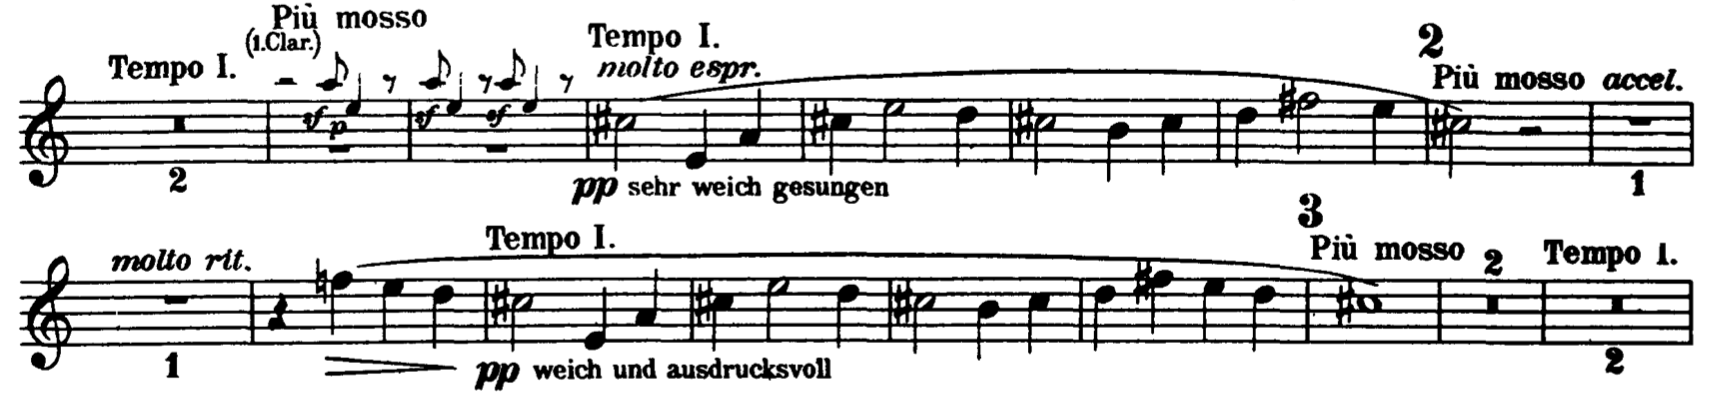 Più mosso
(1.Clar.)
Tempo I.
Tempo I.
molto espr.
2
Più mosso accel.
sf p sf sf
2
pp sehr weich gesungen
1
3
molto rit.
Tempo I.
Più mosso 2 Tempo I.
1
pp weich und ausdrucksvoll
2